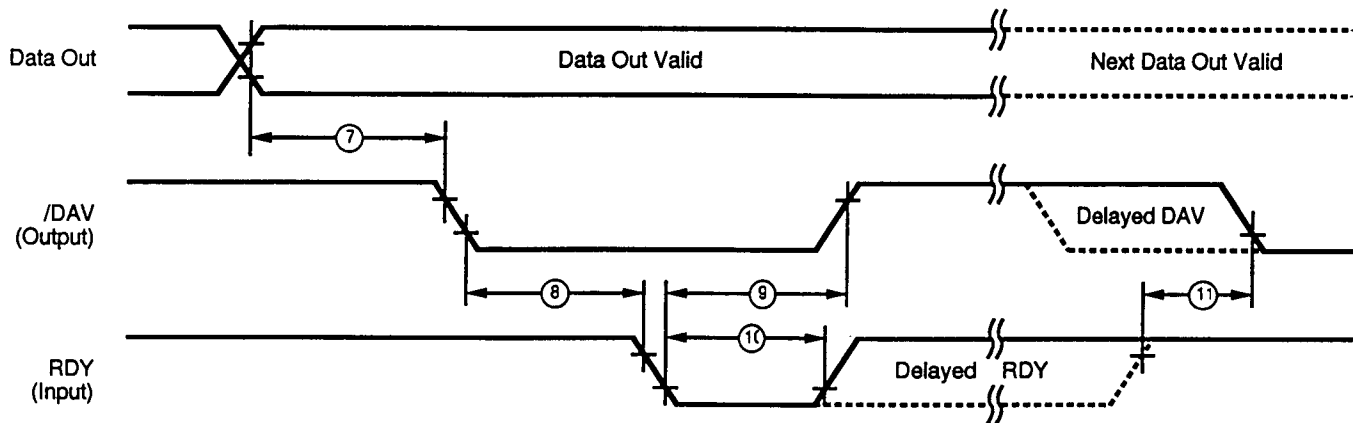 Data Out
Data Out Valid
Next Data Out Valid
7
/DAV
(Output)
Delayed DAV
8
9
11
10
RDY
(Input)
Delayed RDY